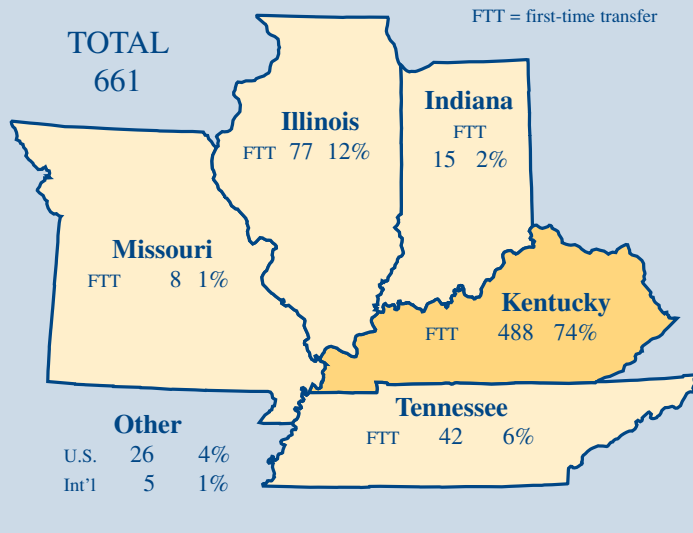 FTT = first-time transfer
TOTAL
661
Illinois
FTT 77 12%
Indiana
FTT
15 2%
Missouri
FTT 8 1%
Kentucky
FTT 488 74%
Tennessee
FTT 42 6%
Other
U.S. 26 4%
Int'l 5 1%